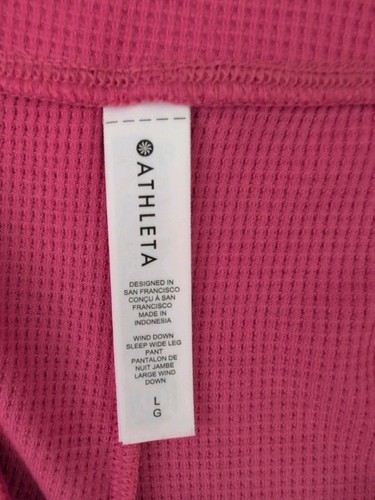 ATHLETA
DESIGNED IN
SAN FRANCISCO
CONÇU À SAN
FRANCISCO
MADE IN
INDONESIA
WIND DOWN
SLEEP WIDE LEG
PANT
PANTALON DE
NUIT JAMBE
LARGE WIND
DOWN
L
G